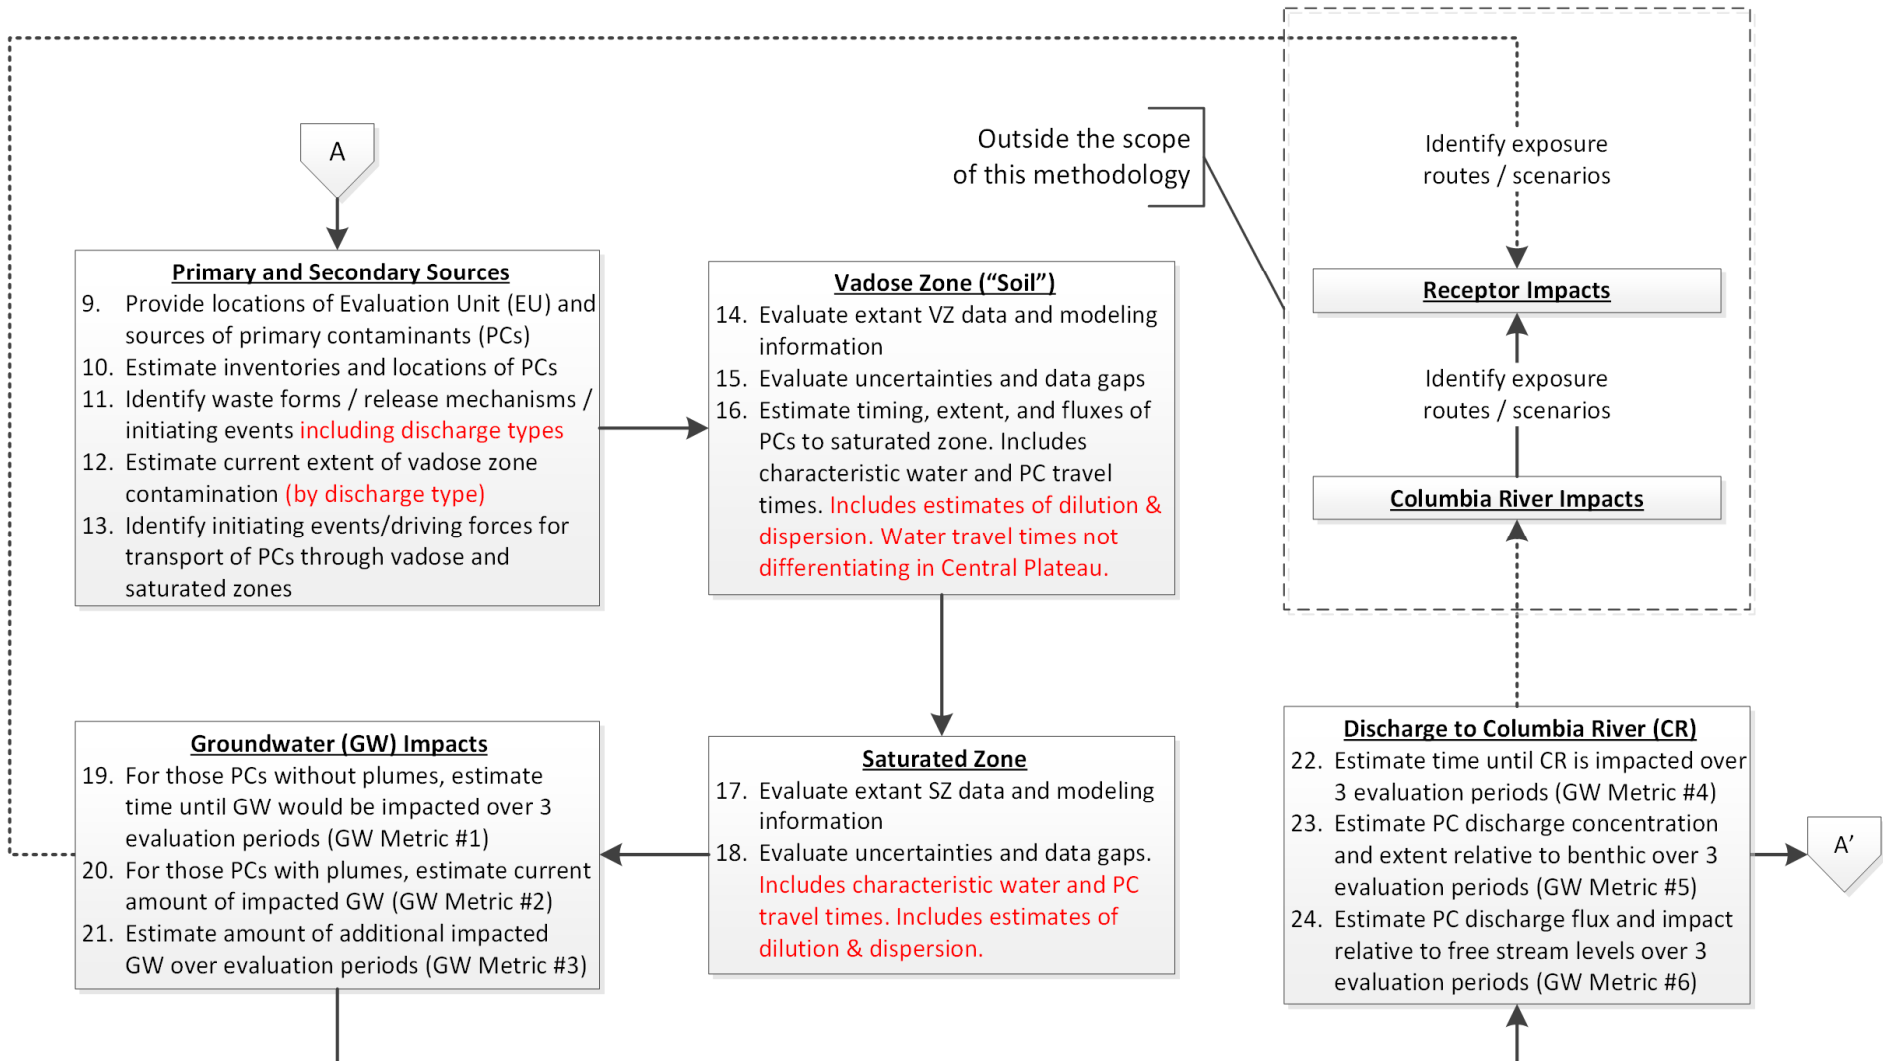 A
Primary and Secondary Sources
9. Provide locations of Evaluation Unit (EU) and
sources of primary contaminants (PCs)
10. Estimate inventories and locations of PCs
11. Identify waste forms / release mechanisms /
initiating events including discharge types
12. Estimate current extent of vadose zone
contamination (by discharge type)
13. Identify initiating events/driving forces for
transport of PCs through vadose and
saturated zones
Vadose Zone (“Soil”)
14. Evaluate extant VZ data and modeling
information
15. Evaluate uncertainties and data gaps
16. Estimate timing, extent, and fluxes of
PCs to saturated zone. Includes
characteristic water and PC travel
times. Includes estimates of dilution &
dispersion. Water travel times not
differentiating in Central Plateau.
Outside the scope
of this methodology
Identify exposure
routes / scenarios
Receptor Impacts
Identify exposure
routes / scenarios
Columbia River Impacts
Groundwater (GW) Impacts
19. For those PCs without plumes, estimate
time until GW would be impacted over 3
evaluation periods (GW Metric #1)
20. For those PCs with plumes, estimate current
amount of impacted GW (GW Metric #2)
21. Estimate amount of additional impacted
GW over evaluation periods (GW Metric #3)
Saturated Zone
17. Evaluate extant SZ data and modeling
information
18. Evaluate uncertainties and data gaps.
Includes characteristic water and PC
travel times. Includes estimates of
dilution & dispersion.
Discharge to Columbia River (CR)
22. Estimate time until CR is impacted over
3 evaluation periods (GW Metric #4)
23. Estimate PC discharge concentration
and extent relative to benthic over 3
evaluation periods (GW Metric #5)
24. Estimate PC discharge flux and impact
relative to free stream levels over 3
evaluation periods (GW Metric #6)
A’